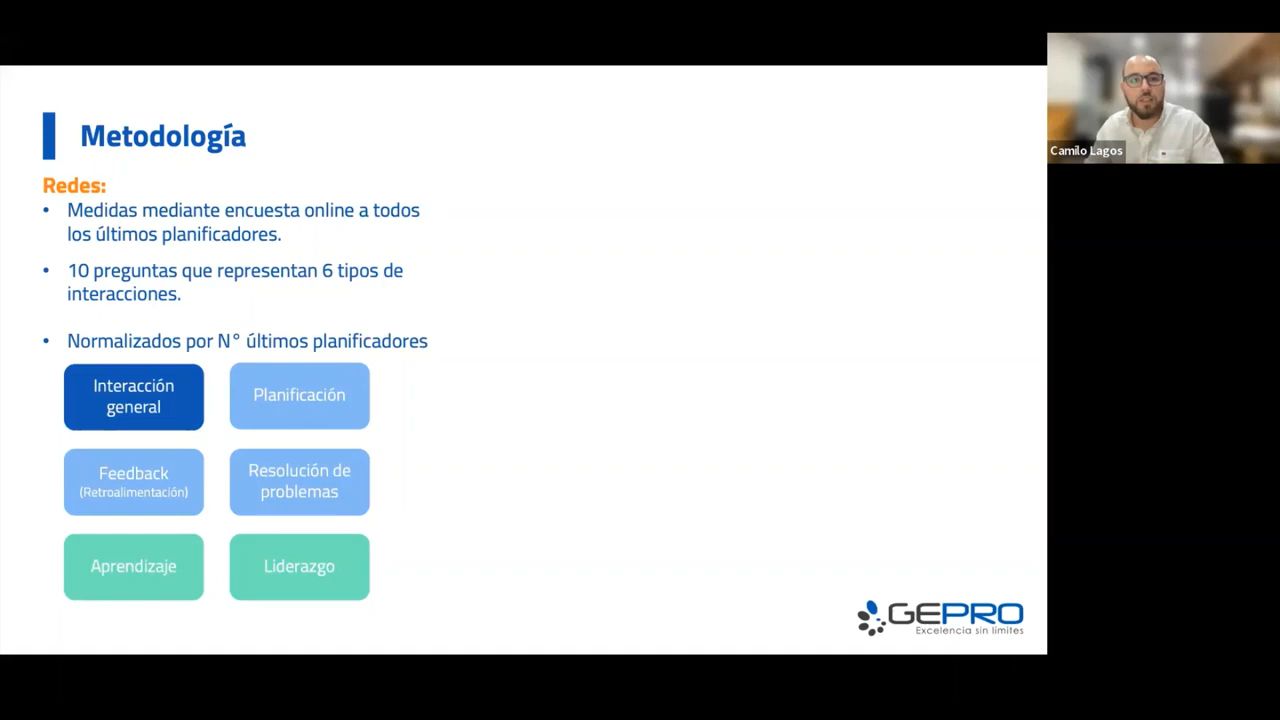 Metodología
Redes:
• Medidas mediante encuesta online a todos
los últimos planificadores.
• 10 preguntas que representan 6 tipos de
interacciones.
• Normalizados por N° últimos planificadores
Interacción
general
Planificación
Feedback
(Retroalimentación)
Resolución de
problemas
Aprendizaje
Liderazgo
GEPRO
Excelencia sin límites
Camilo Lagos